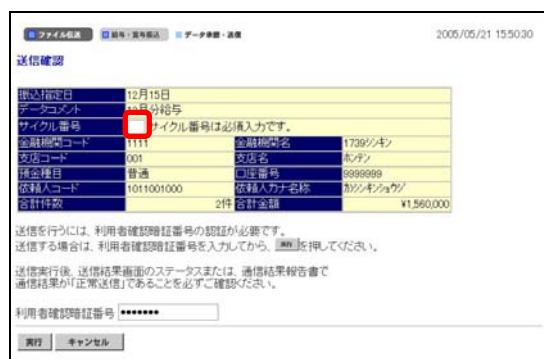 ファイル伝送 給与・賞与振込 データ承認・送信 2005/05/21 15:50:30
送信確認
振込指定日 12月15日
データコメント 12月分給与
サイクル番号 サイクル番号は必須入力です。
金融機関コード 1111 金融機関名 1739シンキン
支店コード 001 支店名 ホンテン
預金種目 普通 口座番号 9999999
依頼人コード 1011001000 依頼人カナ名称
合計件数 2件 合計金額 ¥1,560,000
送信を行うには、利用者確認暗証番号の認証が必要です。
送信する場合は、利用者確認暗証番号を入力してから、 実行 を押してください。
送信実行後、送信結果画面のステータスまたは、通信結果報告書で
通信結果が「正常送信」であることを必ずご確認ください。
利用者確認暗証番号 •••••••
実行 キャンセル